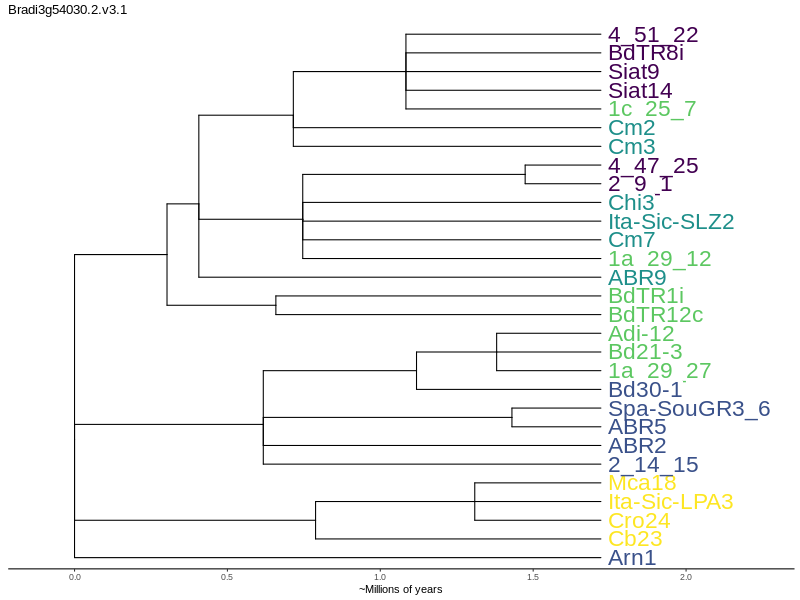 Bradi3g54030.2.v3.1
4_51_22
BdTR8i
Siat9
Siat14
1c_25_7
Cm2
Cm3
4_47_25
2_9_1
Chi3
Ita-Sic-SLZ2
Cm7
1a_29_12
ABR9
BdTR1i
BdTR12c
Adi-12
Bd21-3
1a_29_27
Bd30-1
Spa-SouGR3_6
ABR5
ABR2
2_14_15
Mca18
Ita-Sic-LPA3
Cro24
Cb23
Arn1
0.0 0.5 1.0 1.5 2.0
~Millions of years